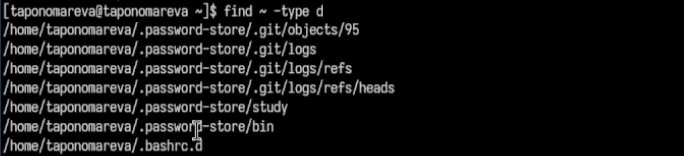 [taponomareva@taponomareva ~]$ find ~ -type d
/home/taponomareva/.password-store/.git/objects/95
/home/taponomareva/.password-store/.git/logs
/home/taponomareva/.password-store/.git/logs/refs
/home/taponomareva/.password-store/.git/logs/refs/heads
/home/taponomareva/.password-store/study
/home/taponomareva/.password-store/bin
/home/taponomareva/.bashrc.d